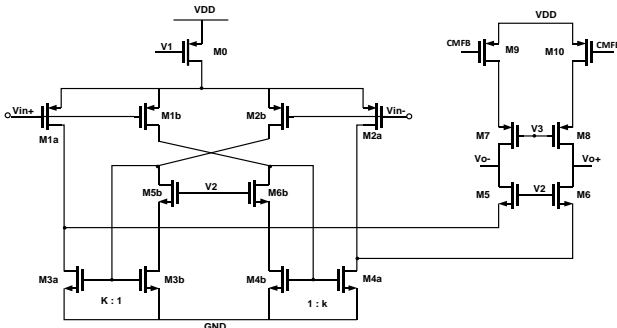 VDD
VDD
V1
M0
CMFB
M9
M10
CMFB
Vin+
M1b
M2b
Vin-
M1a
M2a
M7
V3
M8
Vo-
Vo+
M5b
V2
M6b
M5
V2
M6
M3a
M3b
M4b
M4a
K : 1
1 : k
GND